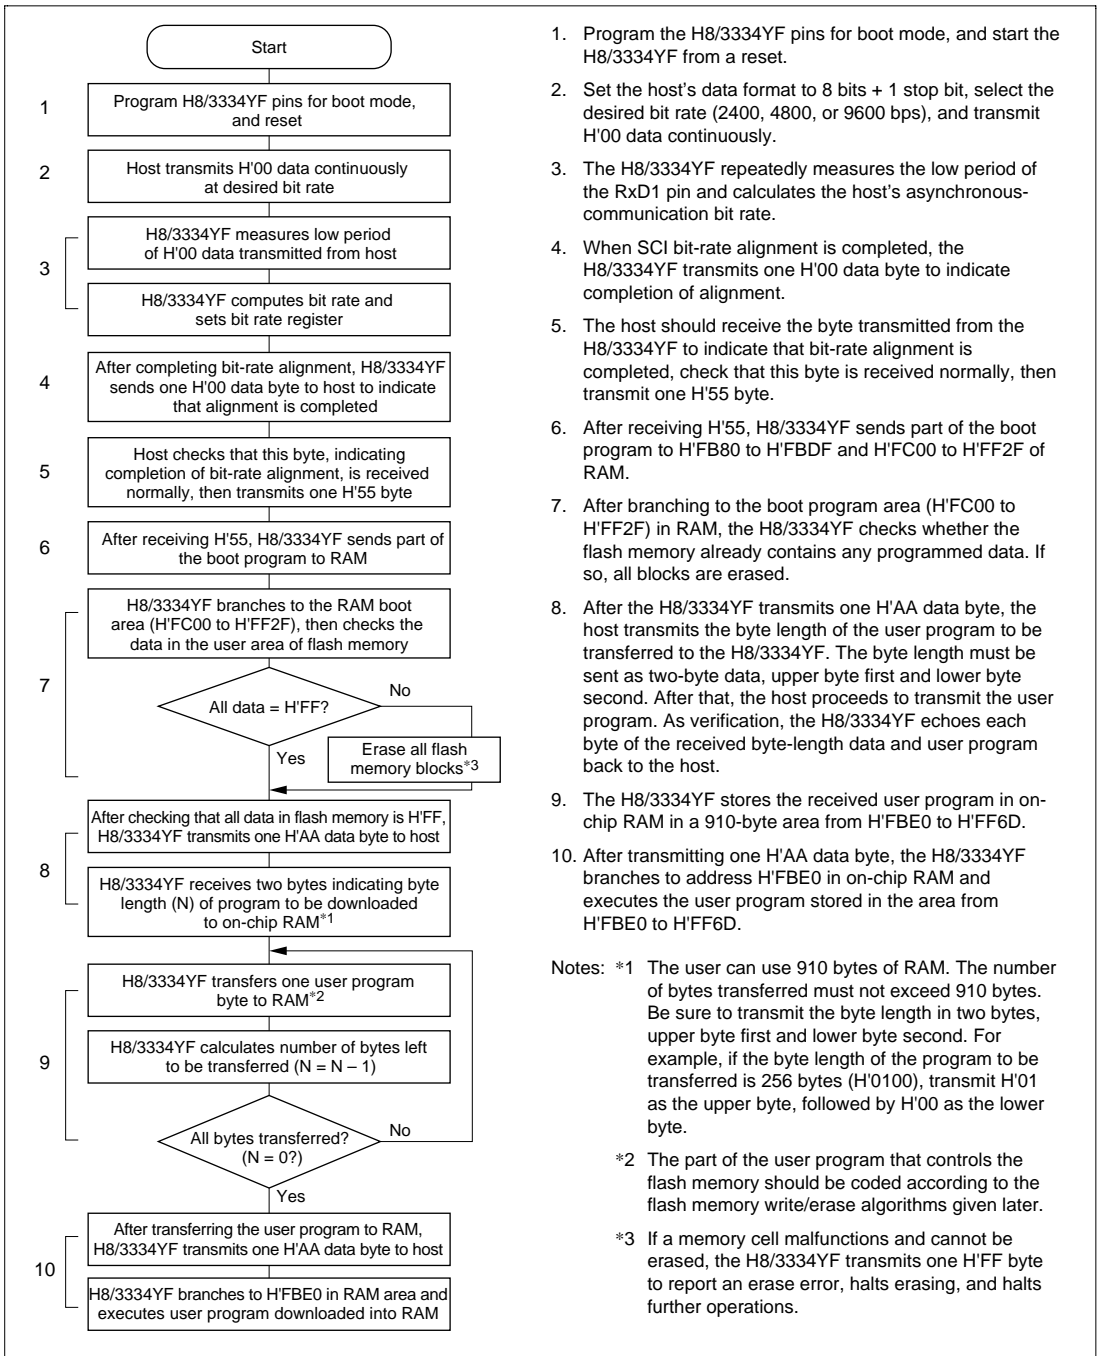 Start
1
Program H8/3334YF pins for boot mode,
and reset
2
Host transmits H'00 data continuously
at desired bit rate
3
H8/3334YF measures low period
of H'00 data transmitted from host
H8/3334YF computes bit rate and
sets bit rate register
4
After completing bit-rate alignment, H8/3334YF
sends one H'00 data byte to host to indicate
that alignment is completed
5
Host checks that this byte, indicating
completion of bit-rate alignment, is received
normally, then transmits one H'55 byte
6
After receiving H'55, H8/3334YF sends part of
the boot program to RAM
7
H8/3334YF branches to the RAM boot
area (H'FC00 to H'FF2F), then checks the
data in the user area of flash memory
All data = H'FF?
No
Yes
Erase all flash
memory blocks*3
8
After checking that all data in flash memory is H'FF,
H8/3334YF transmits one H'AA data byte to host
H8/3334YF receives two bytes indicating byte
length (N) of program to be downloaded
to on-chip RAM*1
9
H8/3334YF transfers one user program
byte to RAM*2
H8/3334YF calculates number of bytes left
to be transferred (N = N – 1)
All bytes transferred?
(N = 0?)
No
Yes
10
After transferring the user program to RAM,
H8/3334YF transmits one H'AA data byte to host
H8/3334YF branches to H'FBE0 in RAM area and
executes user program downloaded into RAM
1. Program the H8/3334YF pins for boot mode, and start the
H8/3334YF from a reset.
2. Set the host's data format to 8 bits + 1 stop bit, select the
desired bit rate (2400, 4800, or 9600 bps), and transmit
H'00 data continuously.
3. The H8/3334YF repeatedly measures the low period of
the RxD1 pin and calculates the host's asynchronous-
communication bit rate.
4. When SCI bit-rate alignment is completed, the
H8/3334YF transmits one H'00 data byte to indicate
completion of alignment.
5. The host should receive the byte transmitted from the
H8/3334YF to indicate that bit-rate alignment is
completed, check that this byte is received normally, then
transmit one H'55 byte.
6. After receiving H'55, H8/3334YF sends part of the boot
program to H'FB80 to H'FBDF and H'FC00 to H'FF2F of
RAM.
7. After branching to the boot program area (H'FC00 to
H'FF2F) in RAM, the H8/3334YF checks whether the
flash memory already contains any programmed data. If
so, all blocks are erased.
8. After the H8/3334YF transmits one H'AA data byte, the
host transmits the byte length of the user program to be
transferred to the H8/3334YF. The byte length must be
sent as two-byte data, upper byte first and lower byte
second. After that, the host proceeds to transmit the user
program. As verification, the H8/3334YF echoes each
byte of the received byte-length data and user program
back to the host.
9. The H8/3334YF stores the received user program in on-
chip RAM in a 910-byte area from H'FBE0 to H'FF6D.
10. After transmitting one H'AA data byte, the H8/3334YF
branches to address H'FBE0 in on-chip RAM and
executes the user program stored in the area from
H'FBE0 to H'FF6D.
Notes: *1 The user can use 910 bytes of RAM. The number
of bytes transferred must not exceed 910 bytes.
Be sure to transmit the byte length in two bytes,
upper byte first and lower byte second. For
example, if the byte length of the program to be
transferred is 256 bytes (H'0100), transmit H'01
as the upper byte, followed by H'00 as the lower
byte.
*2 The part of the user program that controls the
flash memory should be coded according to the
flash memory write/erase algorithms given later.
*3 If a memory cell malfunctions and cannot be
erased, the H8/3334YF transmits one H'FF byte
to report an erase error, halts erasing, and halts
further operations.